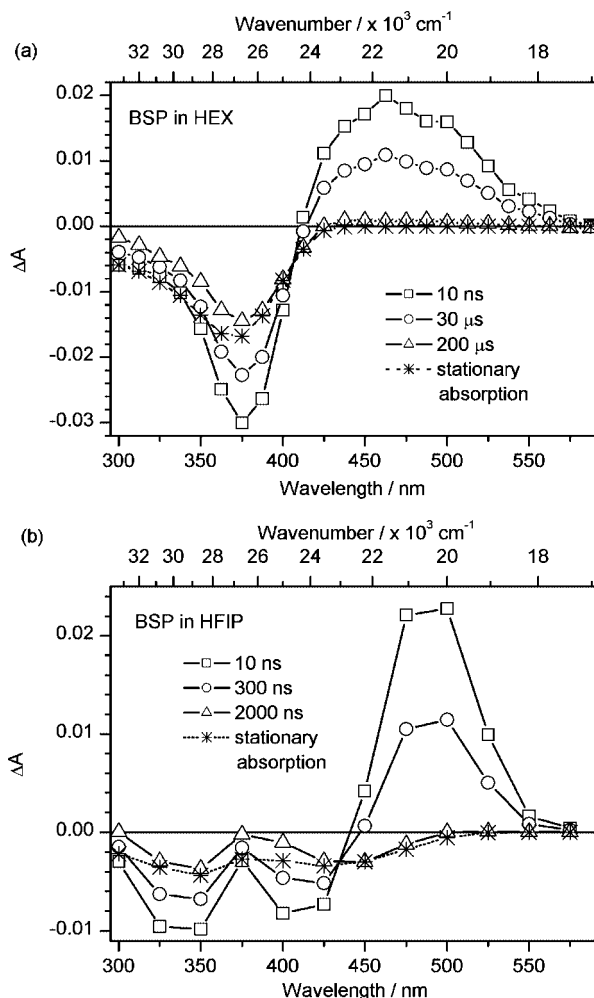 Wavenumber / x 10³ cm⁻¹
(a)
32 30 28 26 24 22 20 18
BSP in HEX
0.02
0.01
0.00
-0.01
-0.02
-0.03
ΔA
10 ns
30 μs
200 μs
stationary
absorption
300 350 400 450 500 550
Wavelength / nm
(b)
Wavenumber / x 10³ cm⁻¹
32 30 28 26 24 22 20 18
BSP in HFIP
0.02
0.01
0.00
-0.01
ΔA
10 ns
300 ns
2000 ns
stationary
absorption
300 350 400 450 500 550
Wavelength / nm